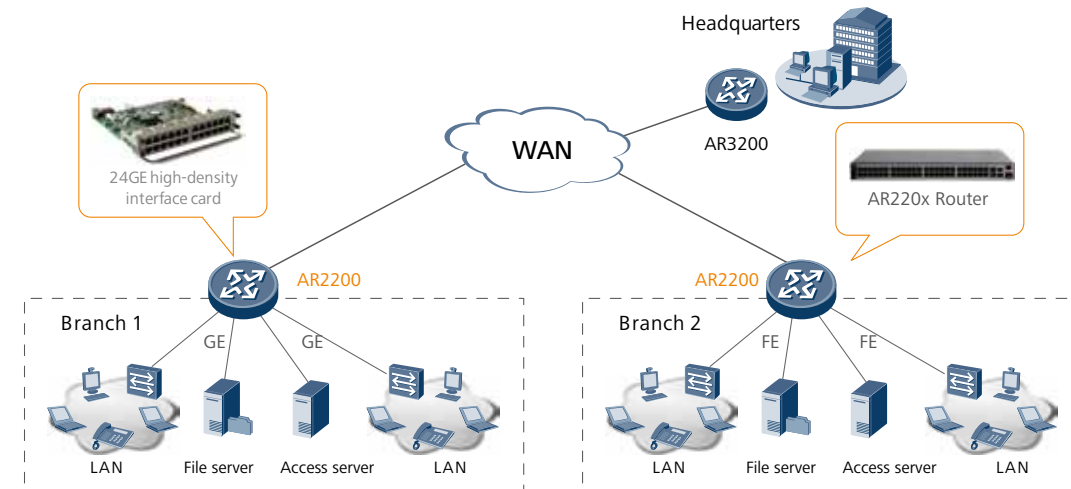 Headquarters
AR3200
WAN
24GE high-density
interface card
AR220x Router
AR2200
AR2200
Branch 1
GE
GE
LAN
File server
Access server
LAN
Branch 2
FE
FE
LAN
File server
Access server
LAN